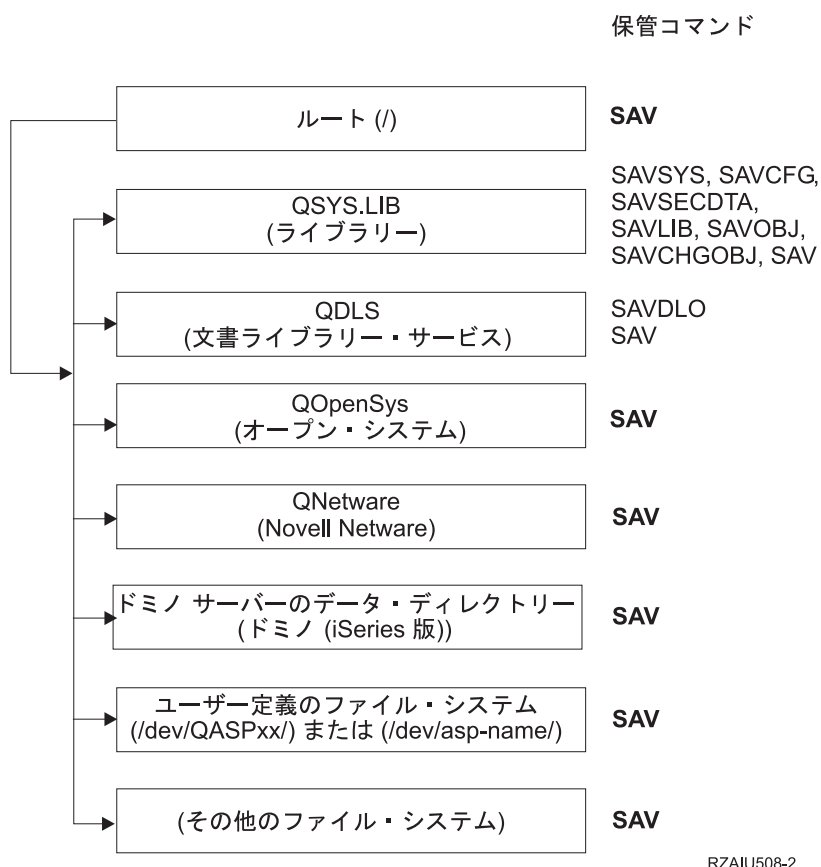 保管コマンド
ルート (/)
SAV
QSYS.LIB
(ライブラリー)
SAVSYS, SAVCFG,
SAVSECDTA,
SAVLIB, SAVOBJ,
SAVCHGOBJ, SAV
QDLS
(文書ライブラリー・サービス)
SAVDLO
SAV
QOpenSys
(オープン・システム)
SAV
QNetware
(Novell Netware)
SAV
ドミノ サーバーのデータ・ディレクトリー
(ドミノ (iSeries 版))
SAV
ユーザー定義のファイル・システム
(/dev/QASPxx/) または (/dev/asp-name/)
SAV
(その他のファイル・システム)
SAV
RZAIU508-2